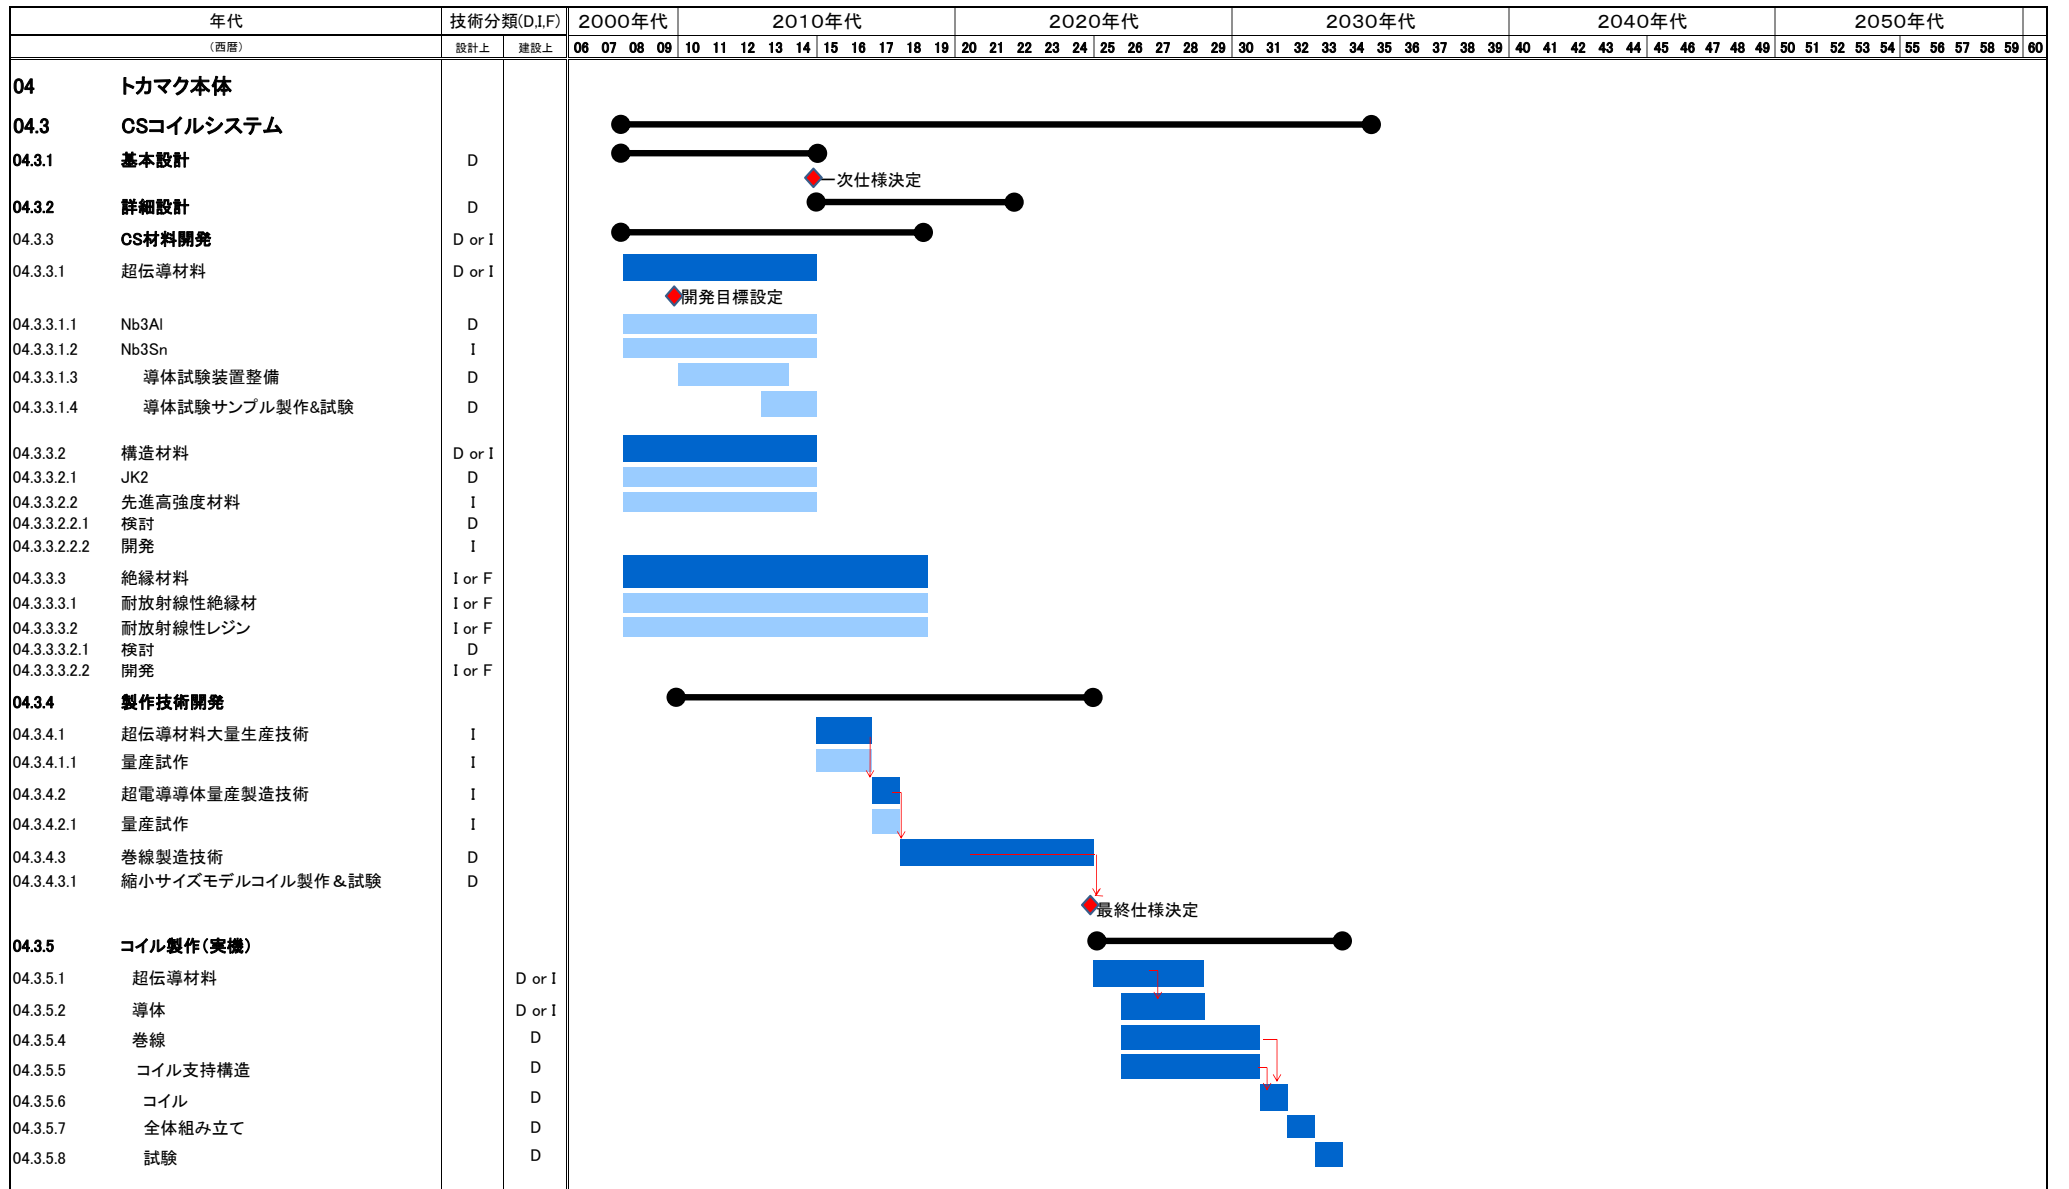 年代 技術分類(D,I,F) 2000年代 2010年代 2020年代 2030年代 2040年代 2050年代
(西暦) 設計上 建設上 06 07 08 09 10 11 12 13 14 15 16 17 18 19 20 21 22 23 24 25 26 27 28 29 30 31 32 33 34 35 36 37 38 39 40 41 42 43 44 45 46 47 48 49 50 51 52 53 54 55 56 57 58 59 60
04 トカマク本体
04.3 CSコイルシステム
04.3.1 基本設計 D
一次仕様決定
04.3.2 詳細設計 D
04.3.3 CS材料開発 D or I
04.3.3.1 超伝導材料 D or I
開発目標設定
04.3.3.1.1 Nb3Al D
04.3.3.1.2 Nb3Sn I
04.3.3.1.3 導体試験装置整備 D
04.3.3.1.4 導体試験サンプル製作&試験 D
04.3.3.2 構造材料 D or I
04.3.3.2.1 JK2 D
04.3.3.2.2 先進高強度材料 I
04.3.3.2.2.1 検討 D
04.3.3.2.2.2 開発 I
04.3.3.3 絶縁材料 I or F
04.3.3.3.1 耐放射線性絶縁材 I or F
04.3.3.3.2 耐放射線性レジン I or F
04.3.3.3.2.1 検討 D
04.3.3.3.2.2 開発 I or F
04.3.4 製作技術開発
04.3.4.1 超伝導材料大量生産技術 I
04.3.4.1.1 量産試作 I
04.3.4.2 超電導導体量産製造技術 I
04.3.4.2.1 量産試作 I
04.3.4.3 巻線製造技術 D
04.3.4.3.1 縮小サイズモデルコイル製作&試験 D
最終仕様決定
04.3.5 コイル製作(実機)
04.3.5.1 超伝導材料 D or I
04.3.5.2 導体 D or I
04.3.5.4 巻線 D
04.3.5.5 コイル支持構造 D
04.3.5.6 コイル D
04.3.5.7 全体組み立て D
04.3.5.8 試験 D